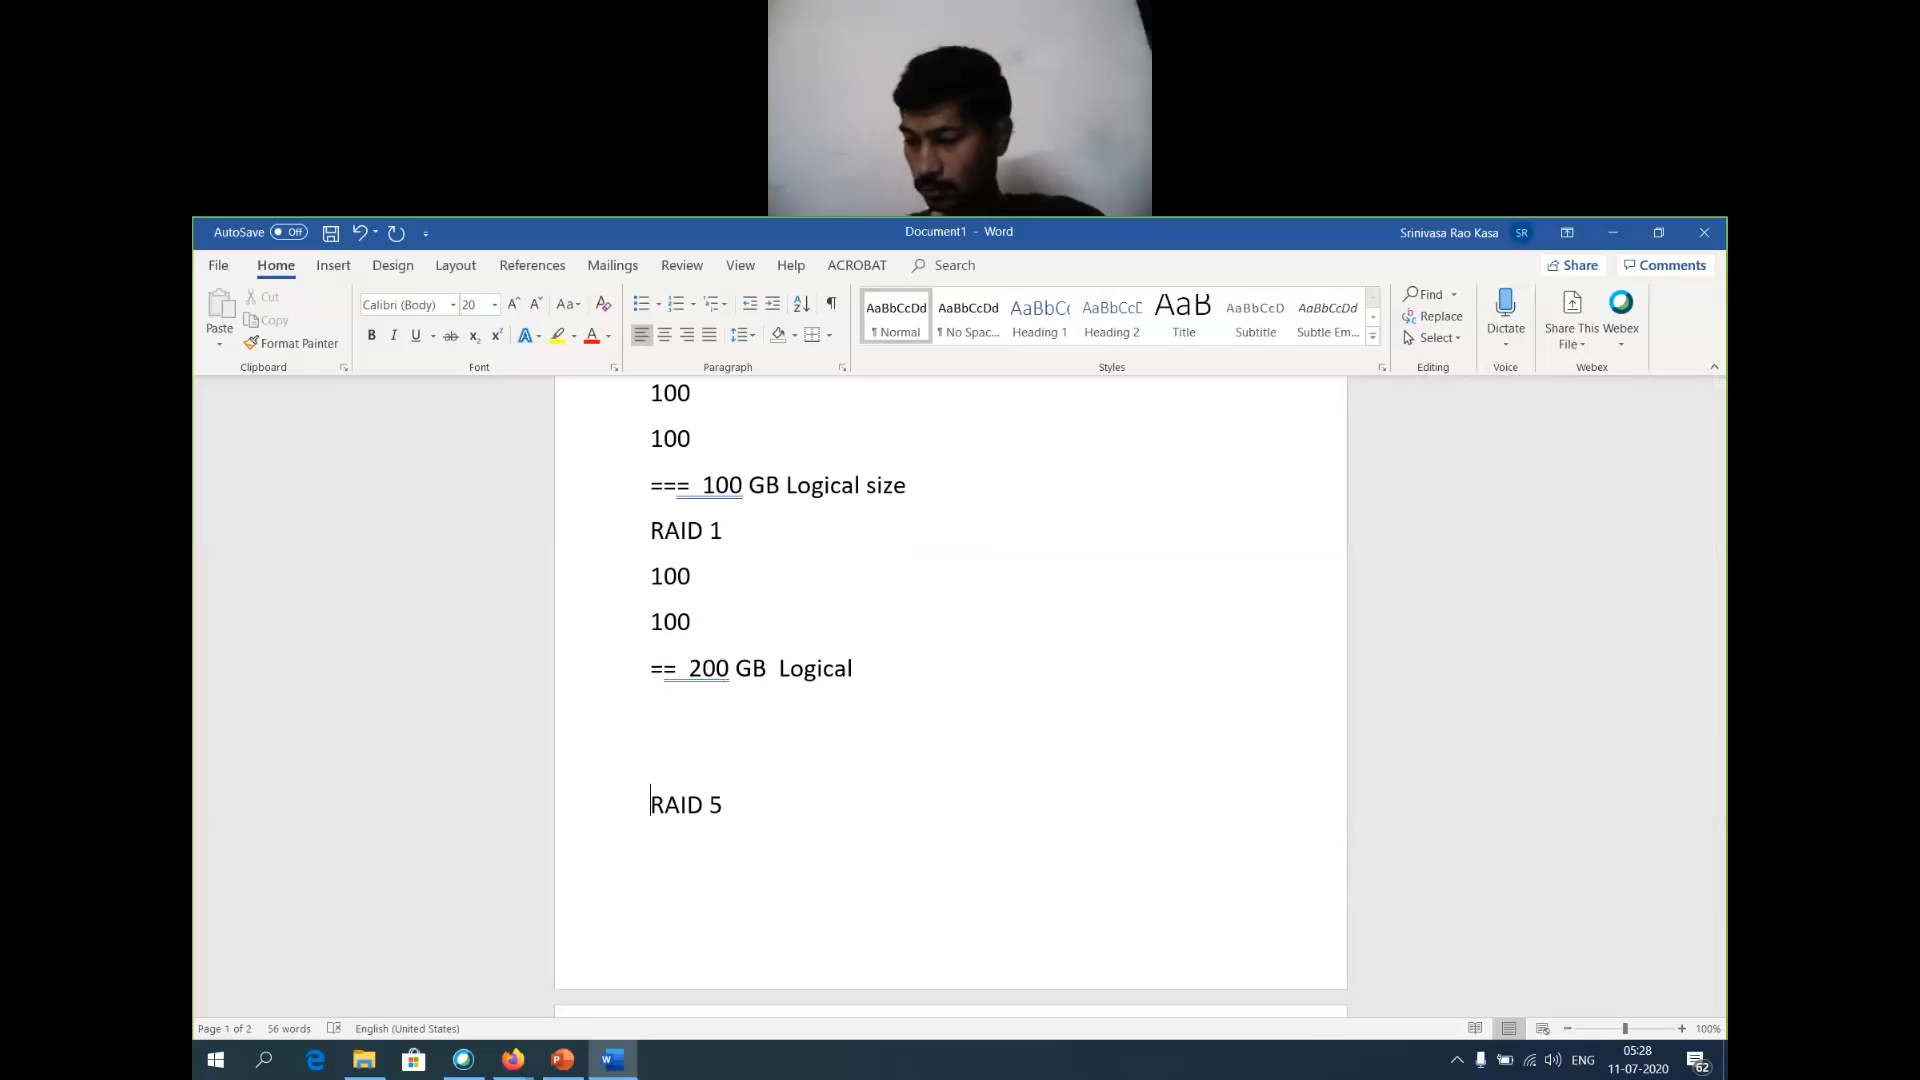 AutoSave Off
Document1 - Word
Srinivasa Rao Kasa SR
File Home Insert Design Layout References Mailings Review View Help ACROBAT Search Share Comments
Paste
Cut
Copy
Format Painter
Clipboard
Calibri (Body) 20
Font
Paragraph
AaBbCcDd AaBbCcDd AaBbCc AaBbCcE AaB AaBbCcD AaBbCcDd
¶ Normal ¶ No Spac... Heading 1 Heading 2 Title Subtitle Subtle Em...
Styles
Find
Replace
Select
Editing
Dictate
Voice
Share This File
Webex
Webex
100
100
=== 100 GB Logical size
RAID 1
100
100
== 200 GB Logical
RAID 5
Page 1 of 2 56 words English (United States) 100%
ENG
05:28
11-07-2020
62